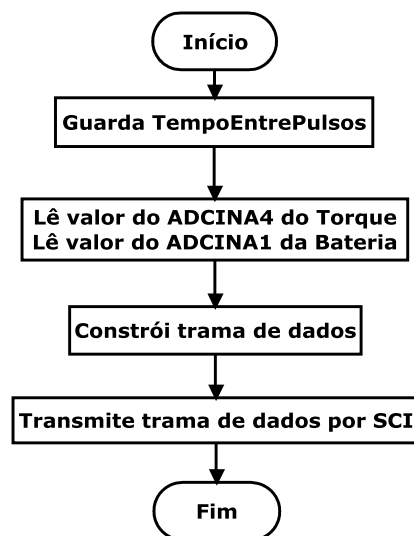 Início
Guarda TempoEntrePulsos
Lê valor do ADCINA4 do Torque
Lê valor do ADCINA1 da Bateria
Constrói trama de dados
Transmite trama de dados por SCI
Fim